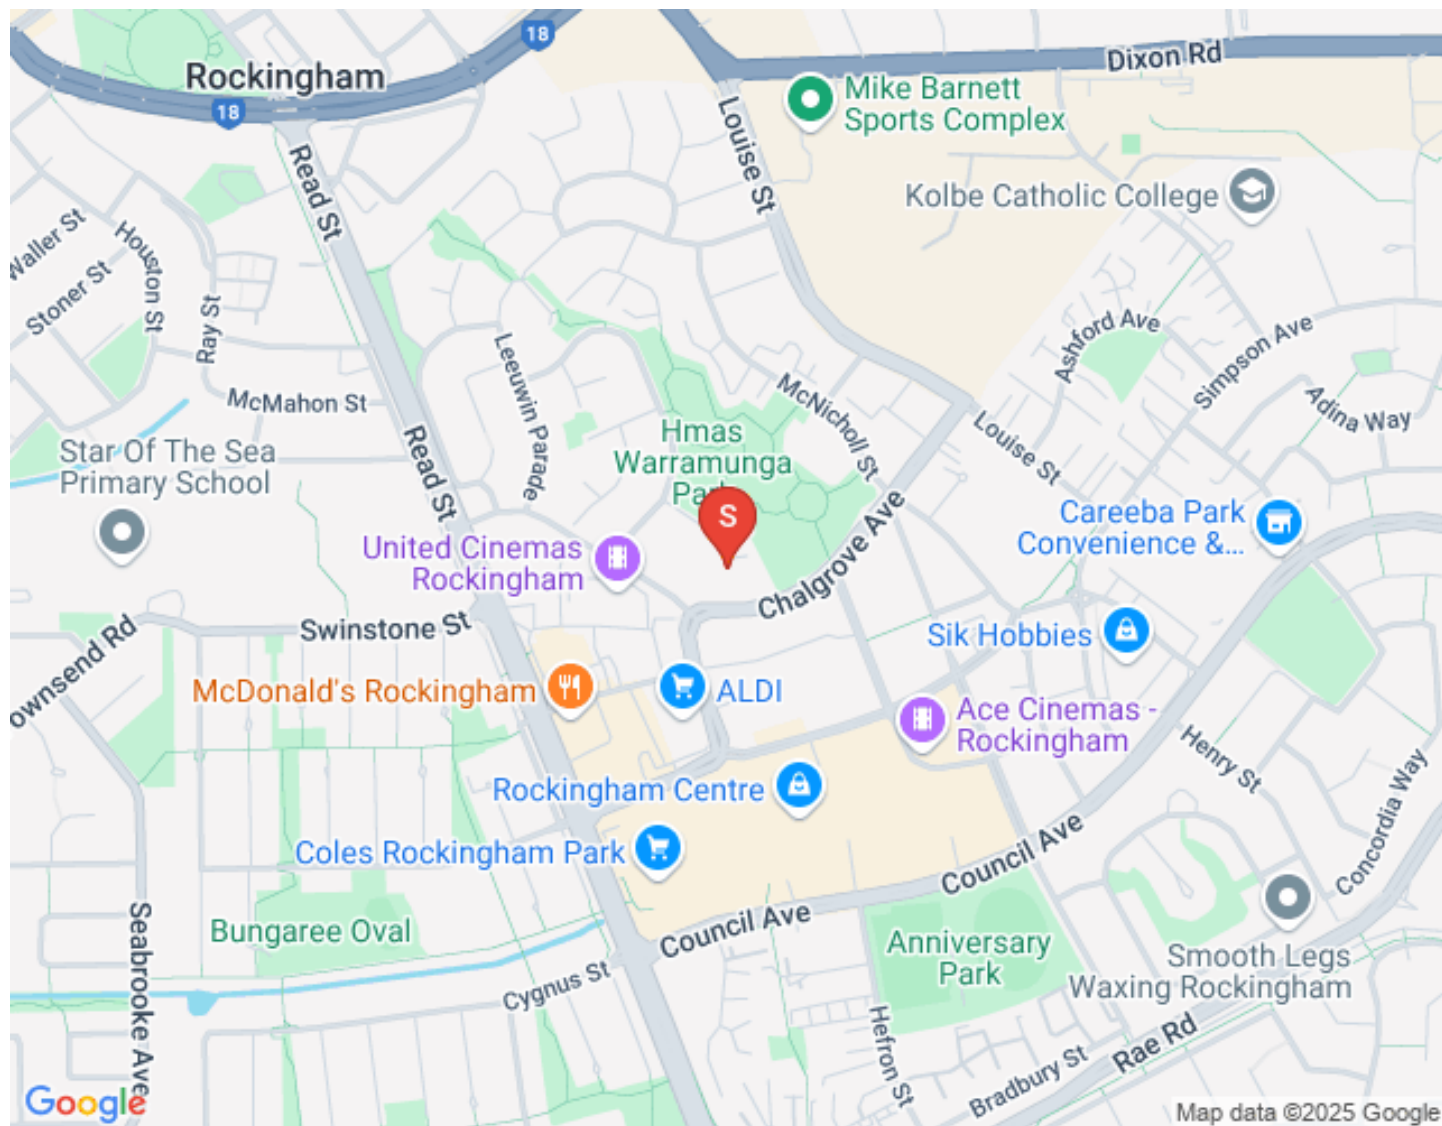 18
Dixon Rd
Rockingham
Mike Barnett
Sports Complex
18
Louise St
Read St
Kolbe Catholic College
Waller St
Houston St
Stoner St
Ray St
Ashford Ave
Simpson Ave
Leeuwin Parade
McNicholl St
McMahon St
Adina Way
Louise St
Hmas
Warramunga
Park
Star Of The Sea
Primary School
Read St
S
Careeba Park
Convenience &...
United Cinemas
Rockingham
Chalgrove Ave
Swinstone St
Sik Hobbies
ownsend Rd
McDonald's Rockingham
ALDI
Ace Cinemas -
Rockingham
Henry St
Rockingham Centre
Concordia Way
Coles Rockingham Park
Council Ave
Seabrooke Ave
Bungaree Oval
Council Ave
Anniversary
Park
Smooth Legs
Waxing Rockingham
Cygnus St
Hefron St
Rae Rd
Bradbury St
Google
Map data ©2025 Google